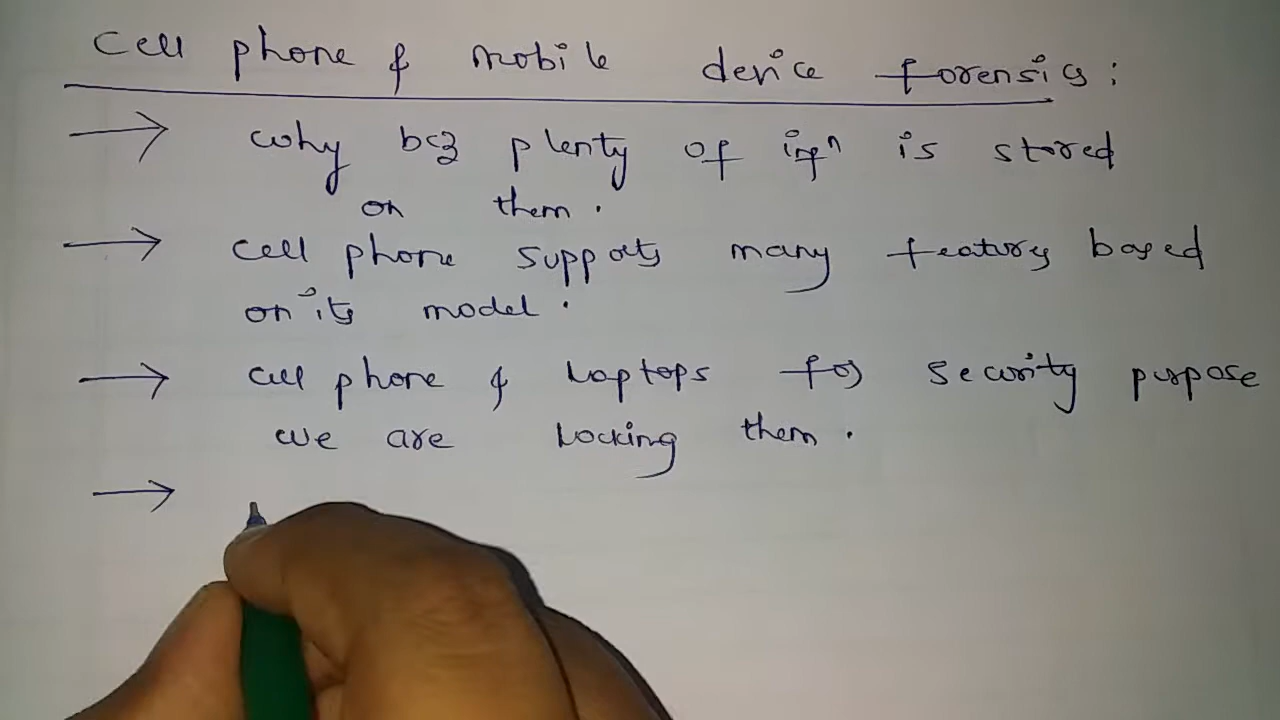 Cell phone & mobile device forensics:
→ why bcz plenty of infⁿ is stored
on them.
→ cell phone supports many features based
on its model.
→ cell phone & Laptops for security purpose
we are locking them.
→